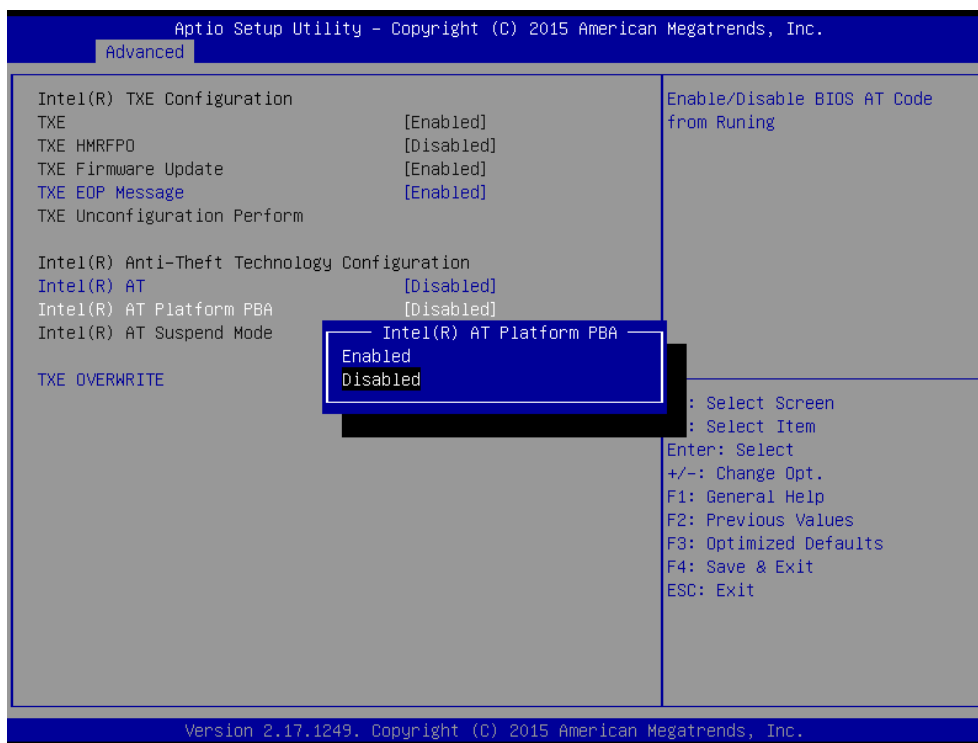 Aptio Setup Utility – Copyright (C) 2015 American Megatrends, Inc.
Advanced
Intel(R) TXE Configuration
TXE [Enabled]
TXE HMRFPO [Disabled]
TXE Firmware Update [Enabled]
TXE EOP Message [Enabled]
TXE Unconfiguration Perform
Intel(R) Anti-Theft Technology Configuration
Intel(R) AT [Disabled]
Intel(R) AT Platform PBA [Disabled]
Intel(R) AT Suspend Mode
TXE OVERWRITE
Intel(R) AT Platform PBA
Enabled
Disabled
Enable/Disable BIOS AT Code
from Runing
: Select Screen
: Select Item
Enter: Select
+/-: Change Opt.
F1: General Help
F2: Previous Values
F3: Optimized Defaults
F4: Save & Exit
ESC: Exit
Version 2.17.1249. Copyright (C) 2015 American Megatrends, Inc.